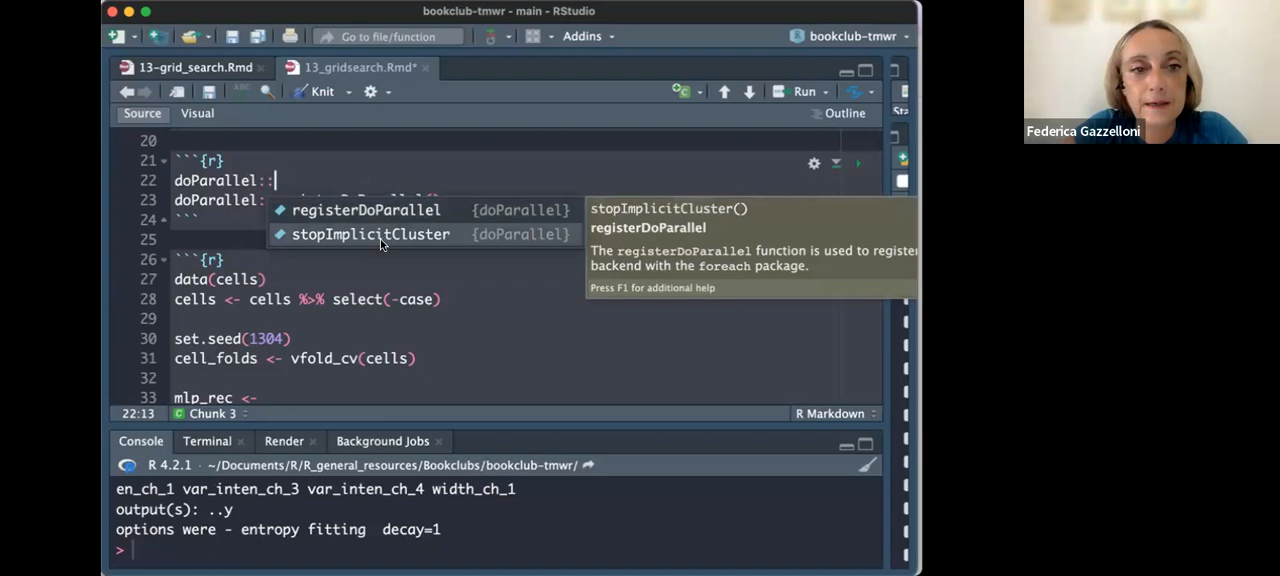 bookclub-tmwr - main - RStudio
Go to file/function
Addins
bookclub-tmwr
13-grid_search.Rmd
13_gridsearch.Rmd*
ABC
Knit
Run
Source
Visual
Outline
20
21 ```{r}
22 doParallel::
23 doParallel:
24 ```
25
26 ```{r}
27 data(cells)
28 cells <- cells %>% select(-case)
29
30 set.seed(1304)
31 cell_folds <- vfold_cv(cells)
32
33 mlp_rec <-
registerDoParallel {doParallel}
stopImplicitCluster {doParallel}
stopImplicitCluster()
registerDoParallel
The registerDoParallel function is used to register
backend with the foreach package.
Press F1 for additional help
22:13 Chunk 3
R Markdown
Console Terminal Render Background Jobs
R 4.2.1 · ~/Documents/R/R_general_resources/Bookclubs/bookclub-tmwr/
en_ch_1 var_inten_ch_3 var_inten_ch_4 width_ch_1
output(s): ..y
options were - entropy fitting decay=1
>
Federica Gazzelloni